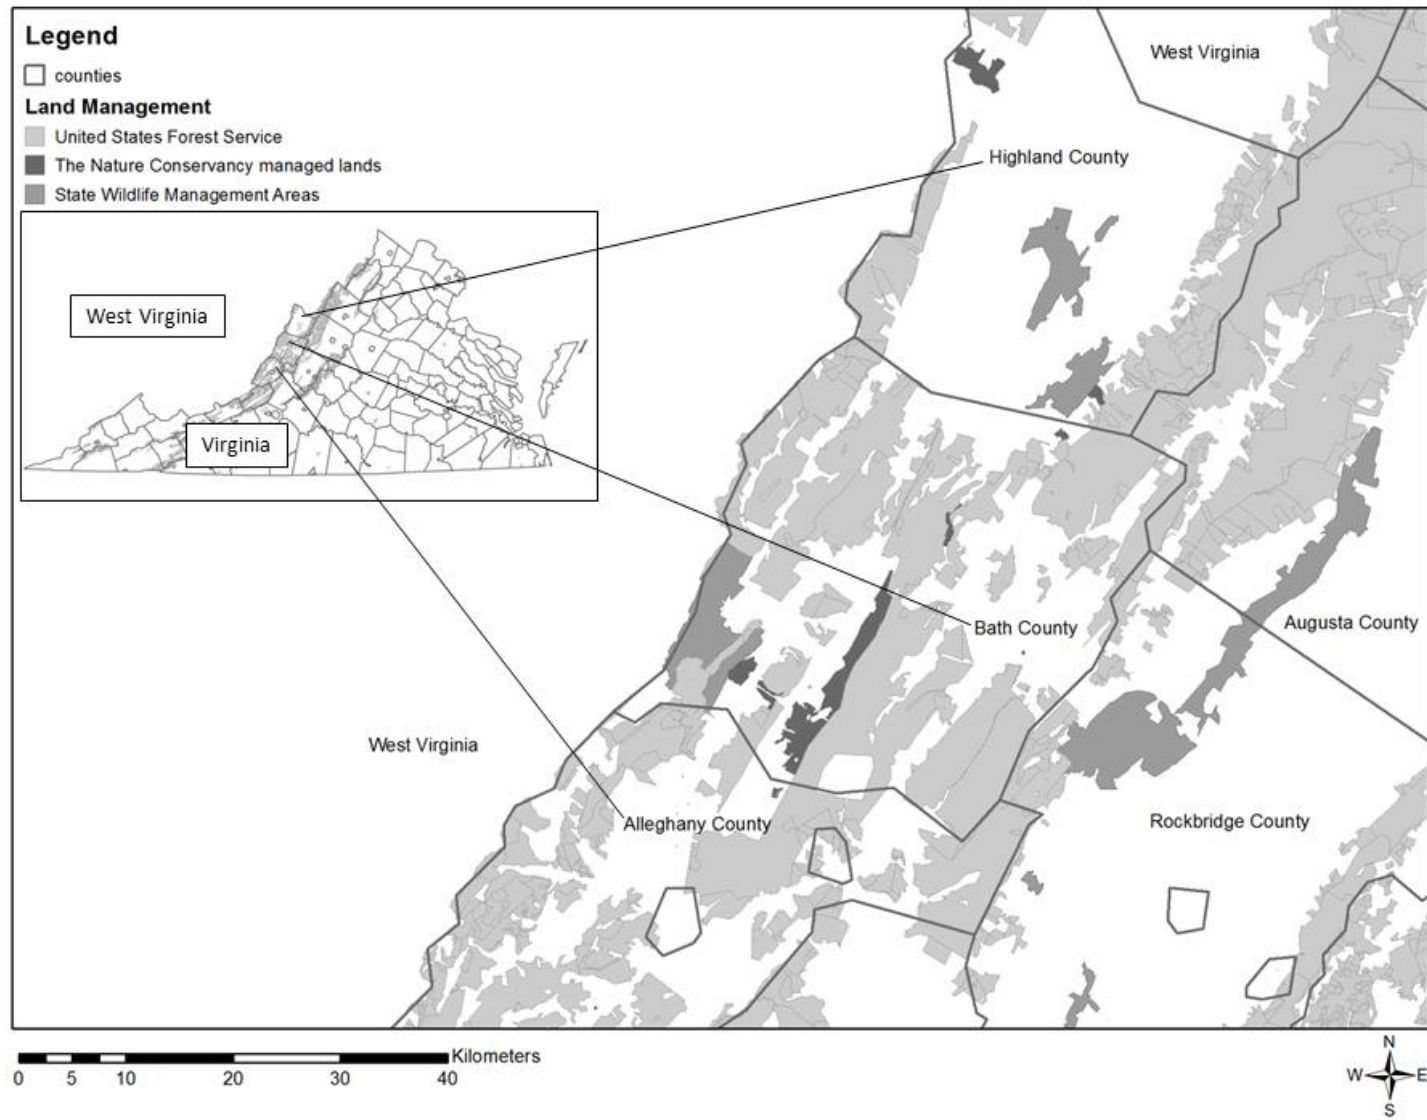 Legend
counties
Land Management
United States Forest Service
The Nature Conservancy managed lands
State Wildlife Management Areas
West Virginia
Virginia
West Virginia
Highland County
Bath County
Augusta County
West Virginia
Alleghany County
Rockbridge County
Kilometers
0 5 10 20 30 40
N
W E
S